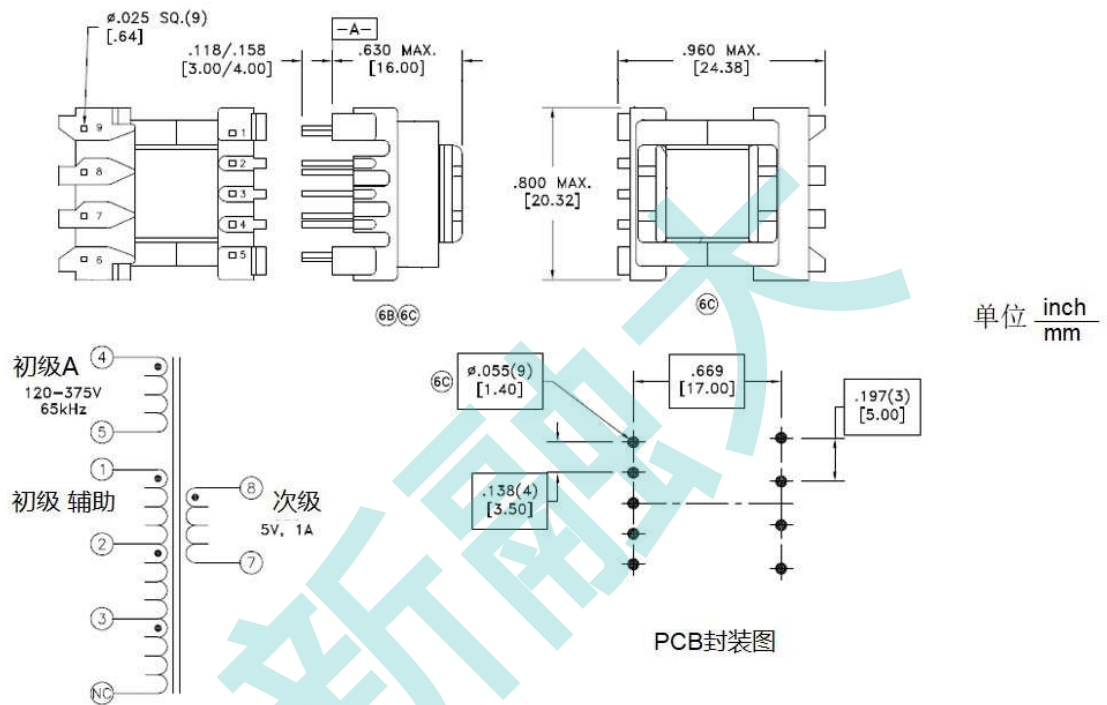 ⌀.025 SQ.(9)
[.64]
-A-
.118/.158
[3.00/4.00]
.630 MAX.
[16.00]
.960 MAX.
[24.38]
9
8
7
6
1
2
3
4
5
.800 MAX.
[20.32]
6B 6C
6C
单位 inch
mm
初级A
120-375V
65kHz
4
5
1
初级 辅助
2
3
NC
8
次级
5V, 1A
7
6C
⌀.055(9)
[1.40]
.669
[17.00]
.197(3)
[5.00]
.138(4)
[3.50]
PCB封装图
大融新